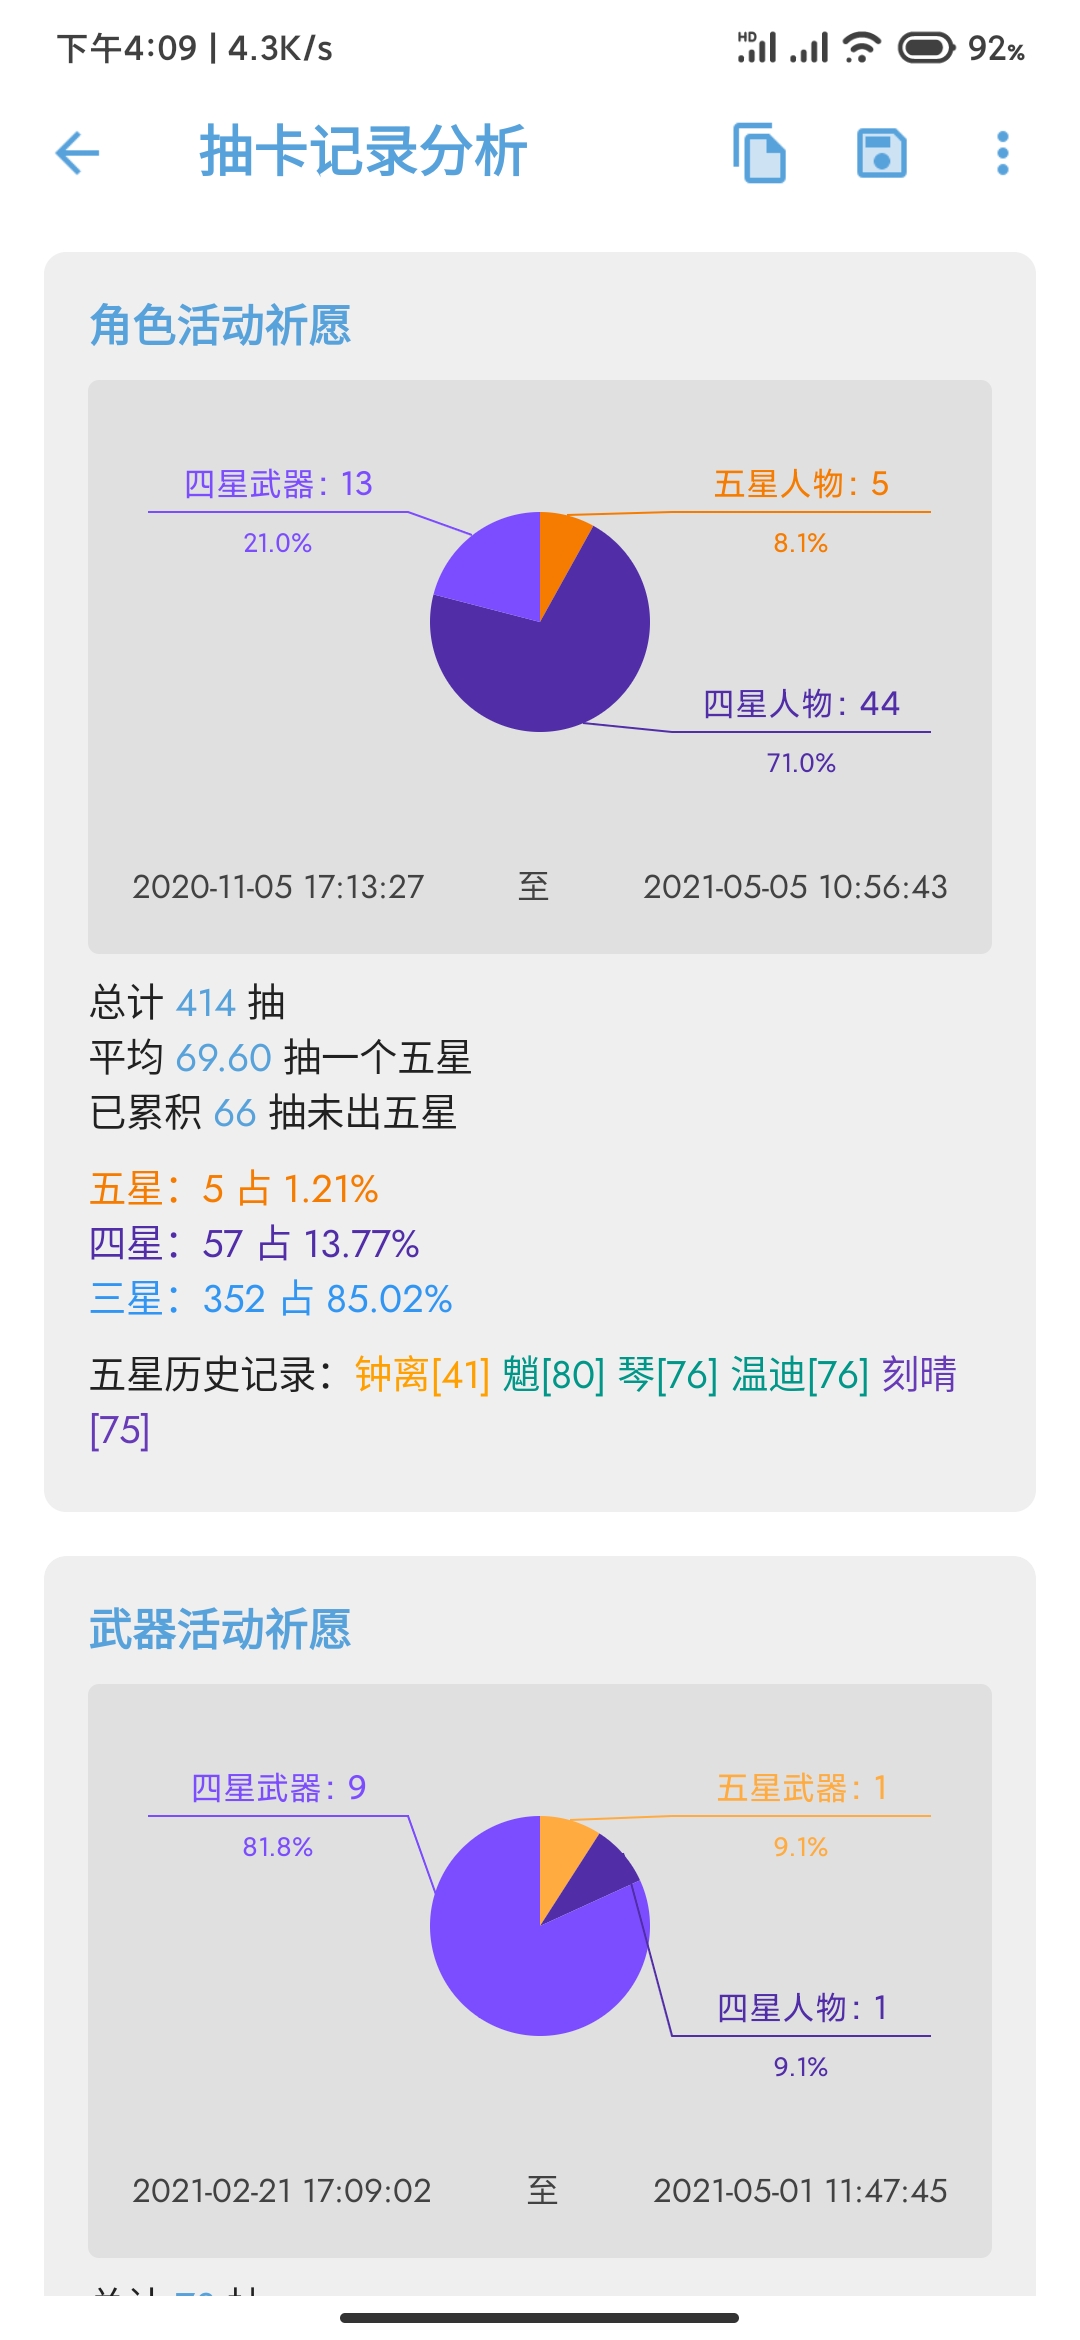 下午4:09 | 4.3K/s HD 92%
抽卡记录分析
角色活动祈愿
四星武器: 13
21.0%
五星人物: 5
8.1%
四星人物: 44
71.0%
2020-11-05 17:13:27 至 2021-05-05 10:56:43
总计 414 抽
平均 69.60 抽一个五星
已累积 66 抽未出五星
五星：5 占 1.21%
四星：57 占 13.77%
三星：352 占 85.02%
五星历史记录：钟离[41] 魈[80] 琴[76] 温迪[76] 刻晴
[75]
武器活动祈愿
四星武器: 9
81.8%
五星武器: 1
9.1%
四星人物: 1
9.1%
2021-02-21 17:09:02 至 2021-05-01 11:47:45